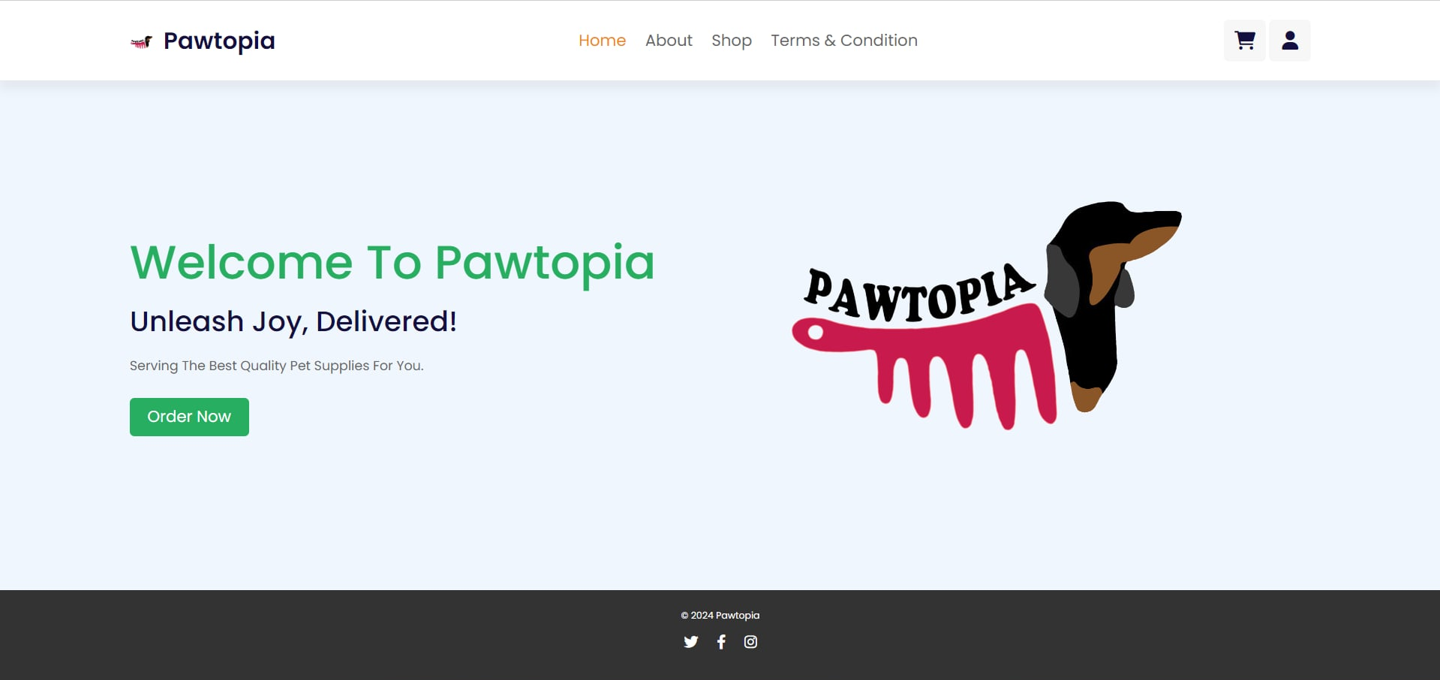 Pawtopia
Home About Shop Terms & Condition
Welcome To Pawtopia
Unleash Joy, Delivered!
Serving The Best Quality Pet Supplies For You.
Order Now
PAWTOPIA
© 2024 Pawtopia